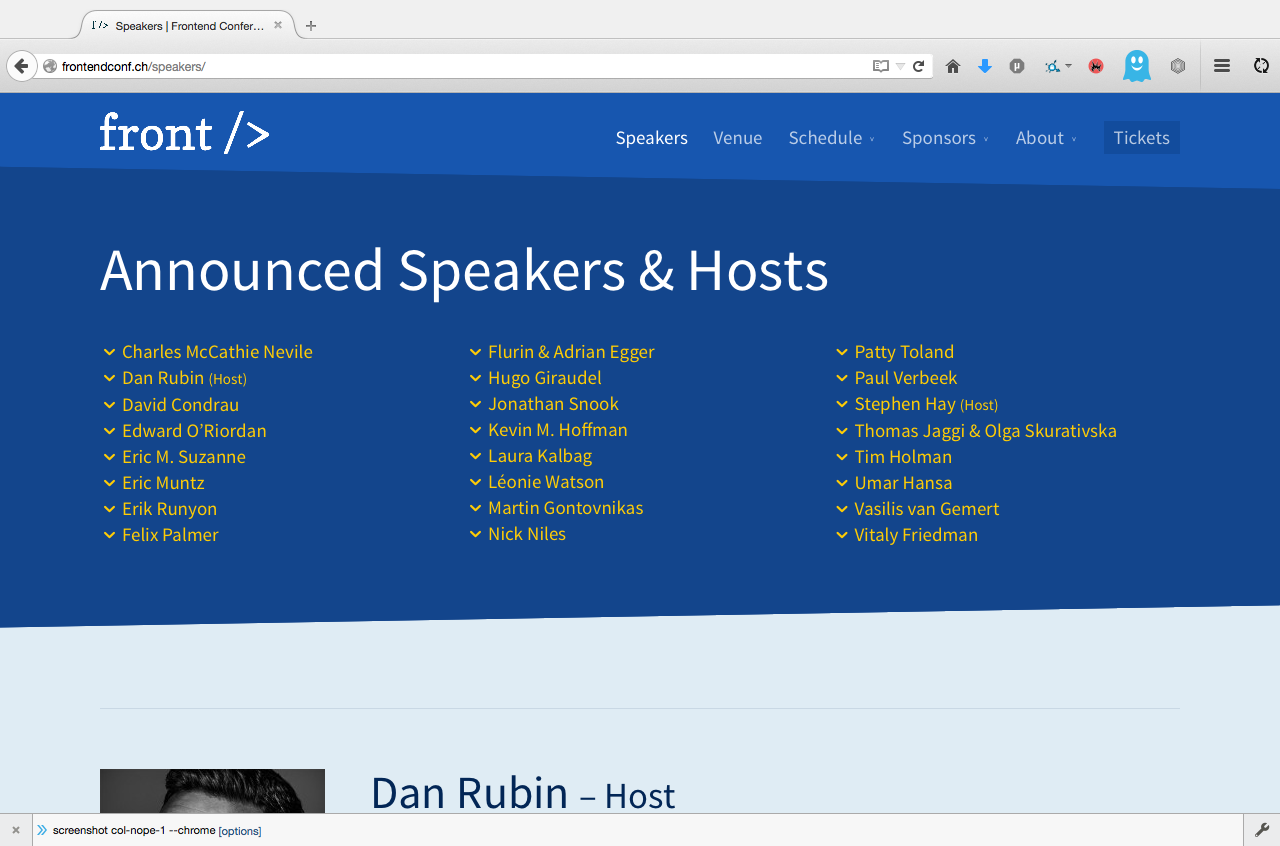 [/> Speakers | Frontend Confer...
frontendconf.ch/speakers/
front />
Speakers Venue Schedule Sponsors About Tickets
Announced Speakers & Hosts
Charles McCathie Nevile
Dan Rubin (Host)
David Condrau
Edward O’Riordan
Eric M. Suzanne
Eric Muntz
Erik Runyon
Felix Palmer
Flurin & Adrian Egger
Hugo Giraudel
Jonathan Snook
Kevin M. Hoffman
Laura Kalbag
Léonie Watson
Martin Gontovnikas
Nick Niles
Patty Toland
Paul Verbeek
Stephen Hay (Host)
Thomas Jaggi & Olga Skurativska
Tim Holman
Umar Hansa
Vasilis van Gemert
Vitaly Friedman
Dan Rubin – Host
screenshot col-nope-1 --chrome [options]